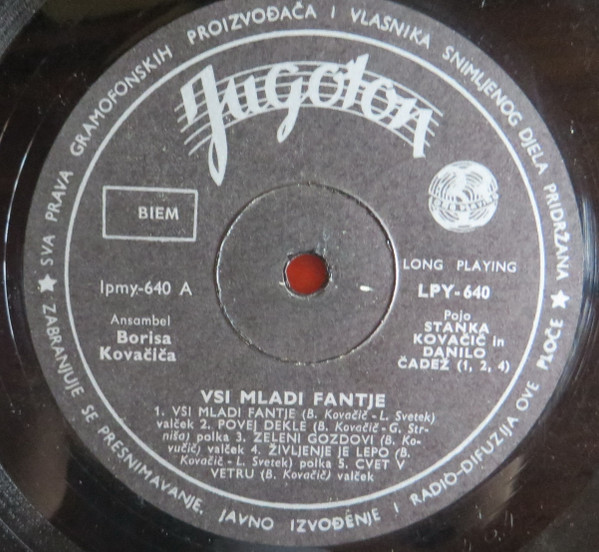 SVA PRAVA GRAMOFONSKIH PROIZVOĐAČA I VLASNIKA SNIMLJENOG DJELA PRIDRŽANA ★
Jugoton
BIEM
LONG PLAYING
lpmy-640 A
LPY-640
Ansambel
Borisa
Kovačiča
Pojo
STANKA
KOVAČIČ in
DANILO
ČADEŽ (1, 2, 4)
VSI MLADI FANTJE
1. VSI MLADI FANTJE (B. Kovačič - L. Svetek)
valček 2. POVEJ DEKLE (B. Kovačič - G. Str-
niša) polka 3. ZELENI GOZDOVI (B. Ko-
vučič) valček 4. ŽIVLJENJE JE LEPO (B.
Kovačič - L. Svetek) polka 5. CVET V
VETRU (B. Kovačič) valček
★ ZABRANJUJE SE PRESNIMAVANJE, JAVNO IZVOĐENJE I RADIO-DIFUZIJA OVE PLOČE